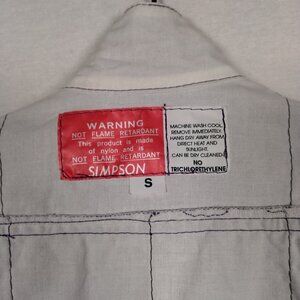 WARNING
NOT FLAME RETARDANT
This product is made
of nylon and is
NOT FLAME RETARDANT
SIMPSON
MACHINE WASH COOL.
REMOVE IMMEDIATELY.
HANG DRY AWAY FROM
DIRECT HEAT AND
SUNLIGHT.
CAN BE DRY CLEANED
NO
TRICHLORETHYLENE
S